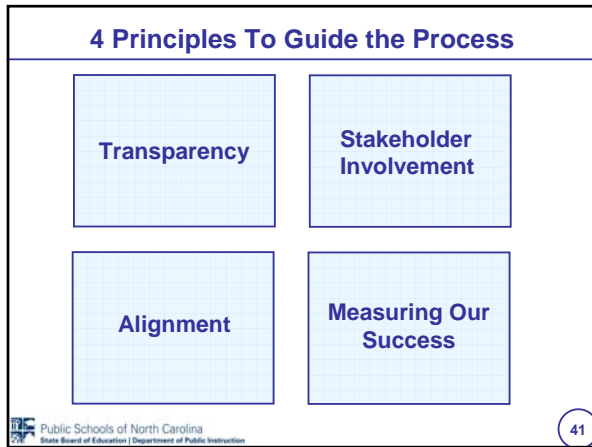 4 Principles To Guide the Process
Transparency
Stakeholder
Involvement
Alignment
Measuring Our
Success
Public Schools of North Carolina
State Board of Education | Department of Public Instruction
41